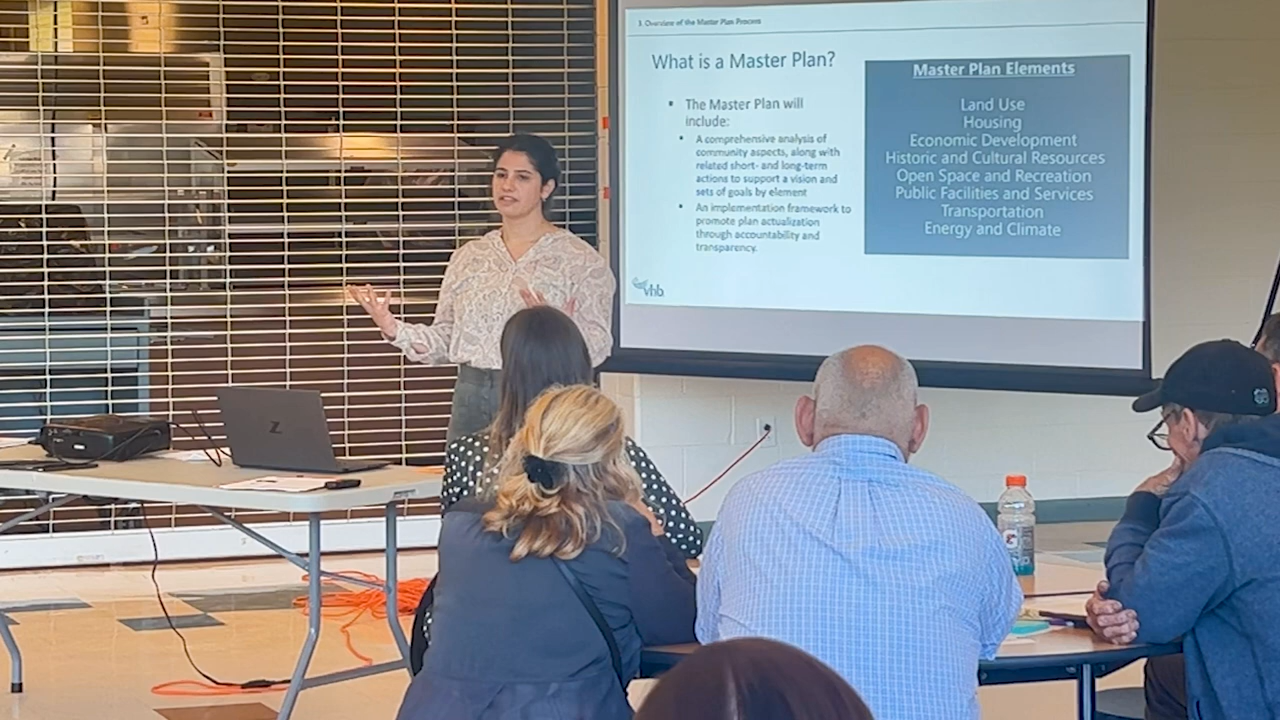 3. Overview of the Master Plan Process
What is a Master Plan?
▪ The Master Plan will
include:
▪ A comprehensive analysis of
community aspects, along with
related short- and long-term
actions to support a vision and
sets of goals by element
▪ An implementation framework to
promote plan actualization
through accountability and
transparency.
Master Plan Elements
Land Use
Housing
Economic Development
Historic and Cultural Resources
Open Space and Recreation
Public Facilities and Services
Transportation
Energy and Climate
vhb
Z
G